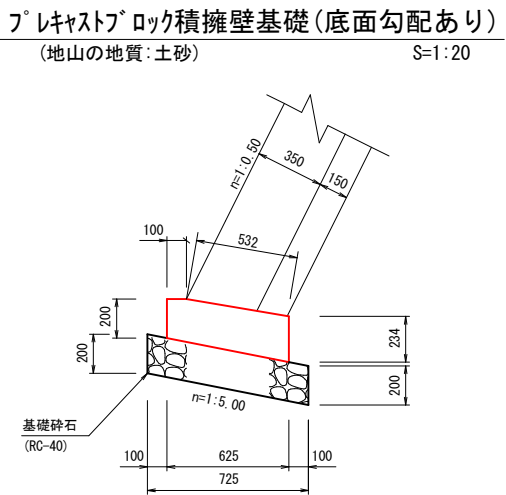 プレキャストブロック積擁壁基礎(底面勾配あり)
(地山の地質:土砂) S=1:20
n=1:0.50
350
150
100
532
200
200
234
200
n=1:5.00
基礎砕石
(RC-40)
100 625 100
725